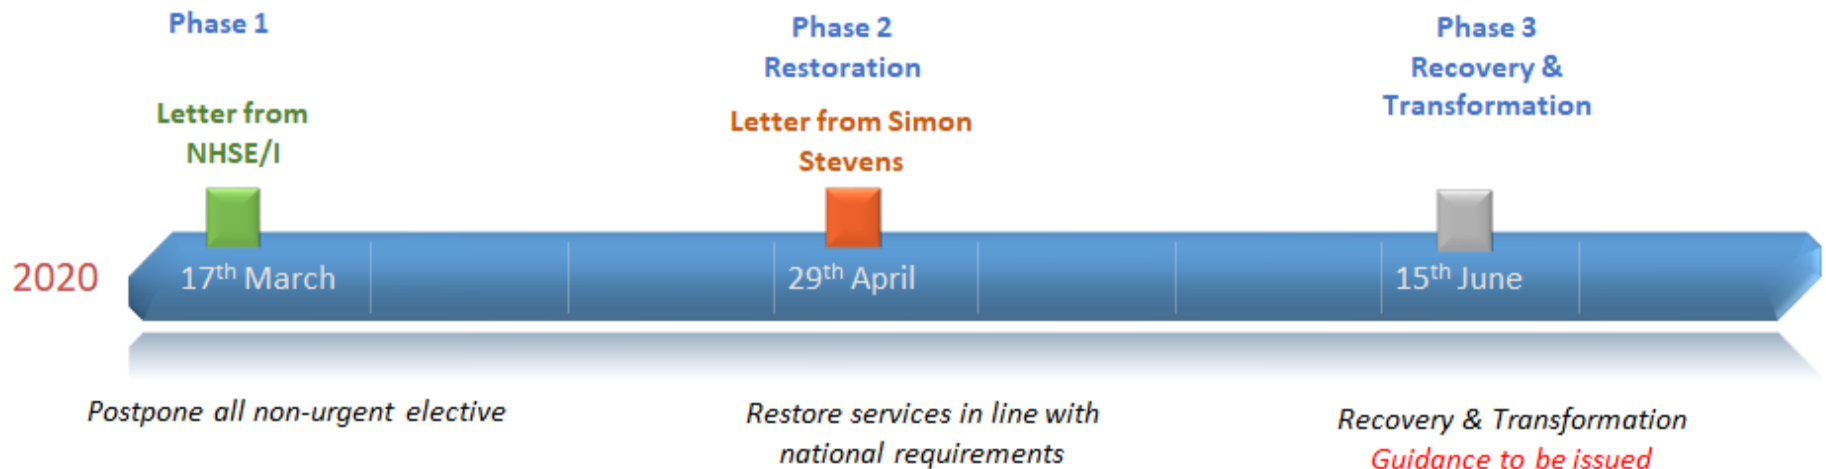 Phase 1
Letter from
NHSE/I
Phase 2
Restoration
Letter from Simon
Stevens
Phase 3
Recovery &
Transformation
2020
17th March
29th April
15th June
Postpone all non-urgent elective
Restore services in line with
national requirements
Recovery & Transformation
Guidance to be issued